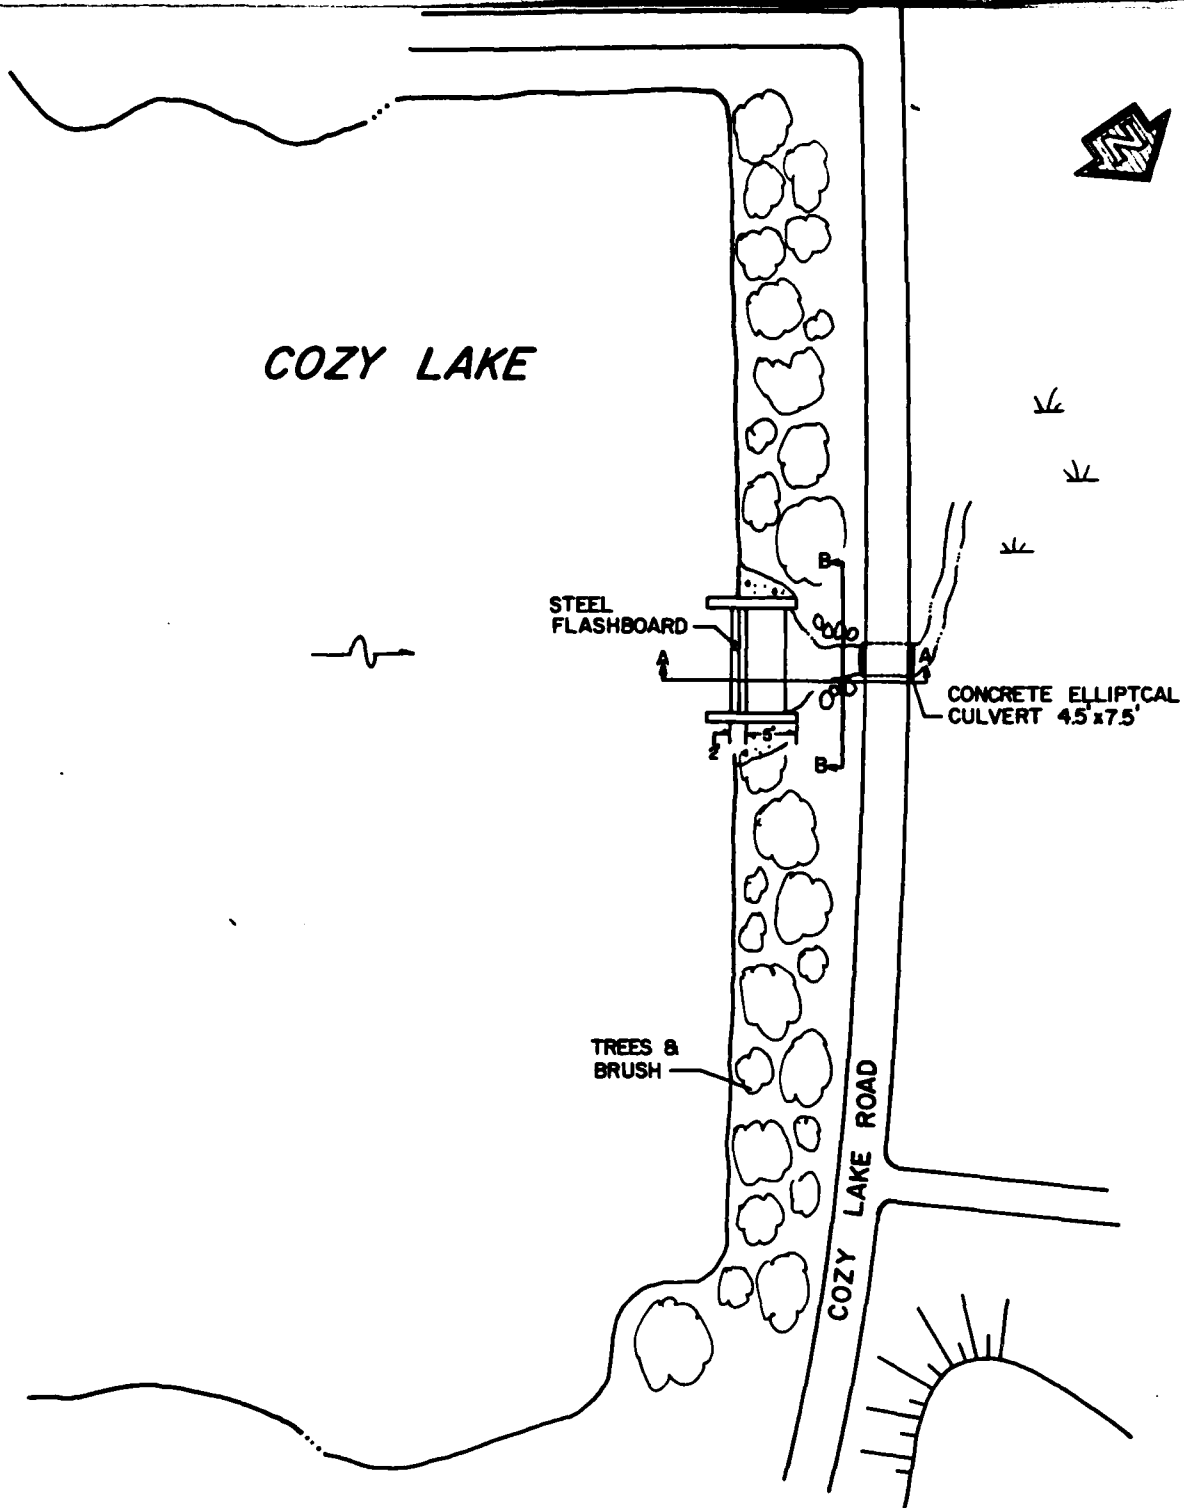 N
COZY LAKE
STEEL
FLASHBOARD
B
A
A
CONCRETE ELLIPTCAL
CULVERT 4.5'x7.5'
2'
5'
B
TREES &
BRUSH
COZY LAKE ROAD